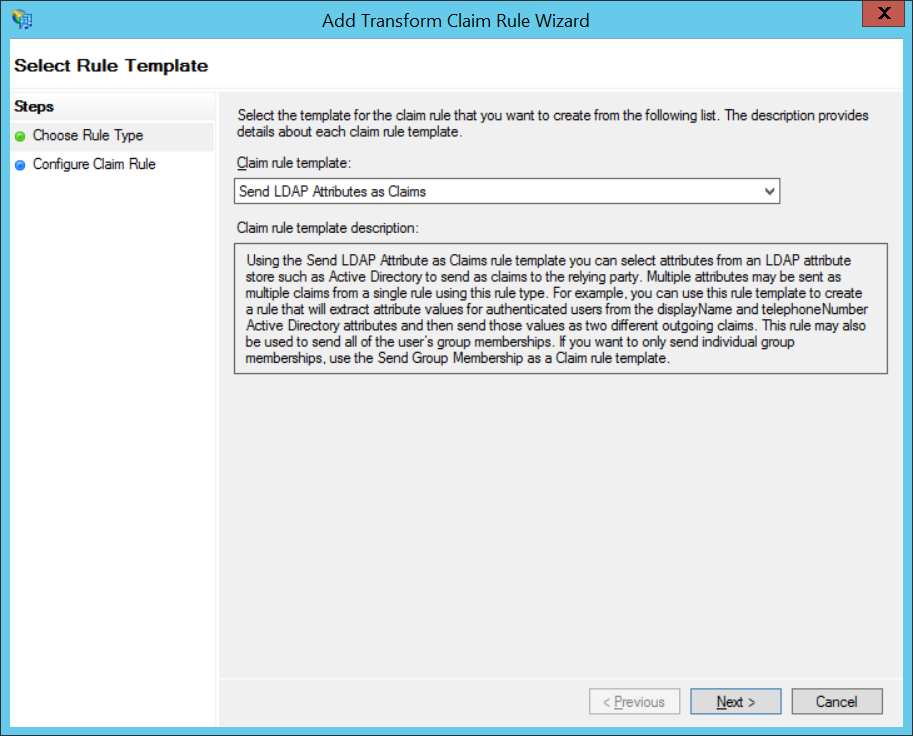 Add Transform Claim Rule Wizard
X
Select Rule Template
Steps
Choose Rule Type
Configure Claim Rule
Select the template for the claim rule that you want to create from the following list. The description provides
details about each claim rule template.
Claim rule template:
Send LDAP Attributes as Claims
Claim rule template description:
Using the Send LDAP Attribute as Claims rule template you can select attributes from an LDAP attribute
store such as Active Directory to send as claims to the relying party. Multiple attributes may be sent as
multiple claims from a single rule using this rule type. For example, you can use this rule template to create
a rule that will extract attribute values for authenticated users from the displayName and telephoneNumber
Active Directory attributes and then send those values as two different outgoing claims. This rule may also
be used to send all of the user's group memberships. If you want to only send individual group
memberships, use the Send Group Membership as a Claim rule template.
< Previous
Next >
Cancel